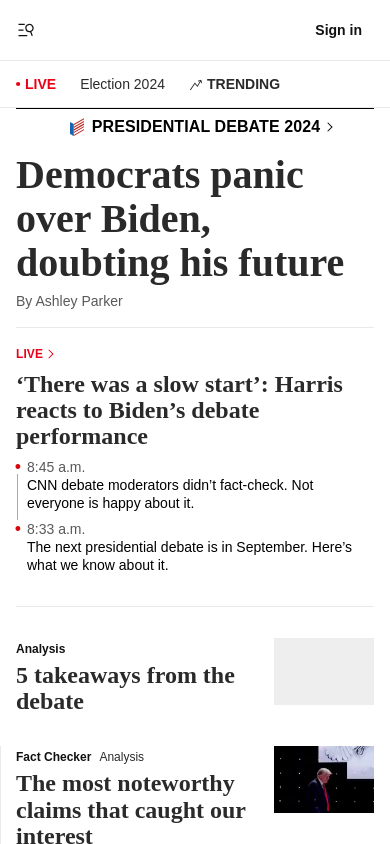 Sign in
LIVE Election 2024 TRENDING
PRESIDENTIAL DEBATE 2024
Democrats panic
over Biden,
doubting his future
By Ashley Parker
LIVE
‘There was a slow start’: Harris
reacts to Biden’s debate
performance
8:45 a.m.
CNN debate moderators didn’t fact-check. Not
everyone is happy about it.
8:33 a.m.
The next presidential debate is in September. Here’s
what we know about it.
Analysis
5 takeaways from the
debate
Fact Checker Analysis
The most noteworthy
claims that caught our
interest